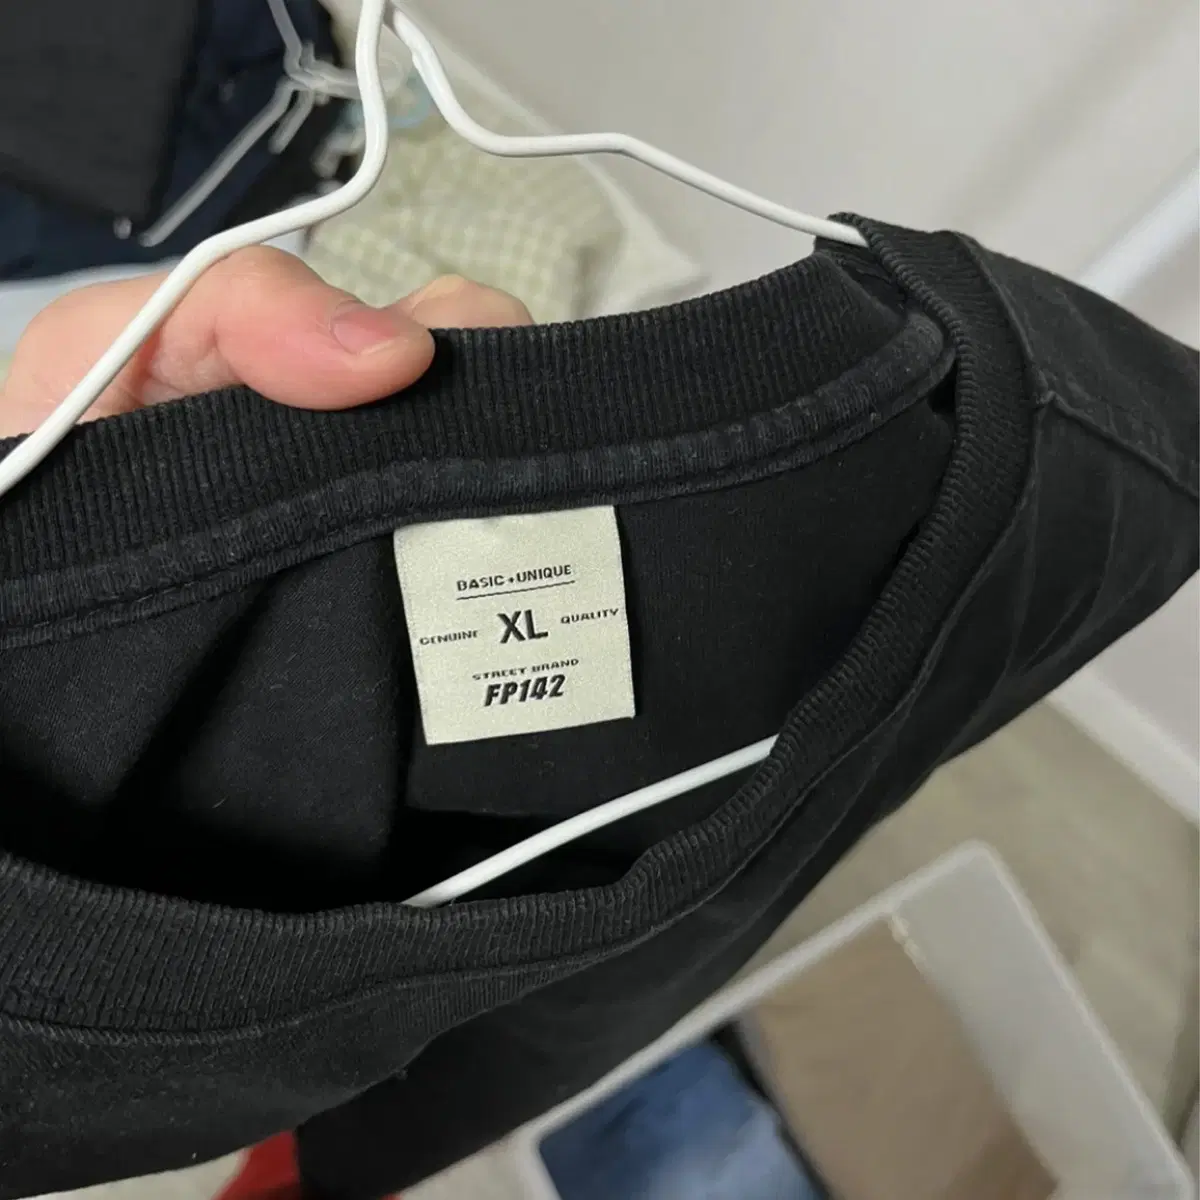 BASIC • UNIQUE
GENUINE XL QUALITY
STREET BRAND
FP142